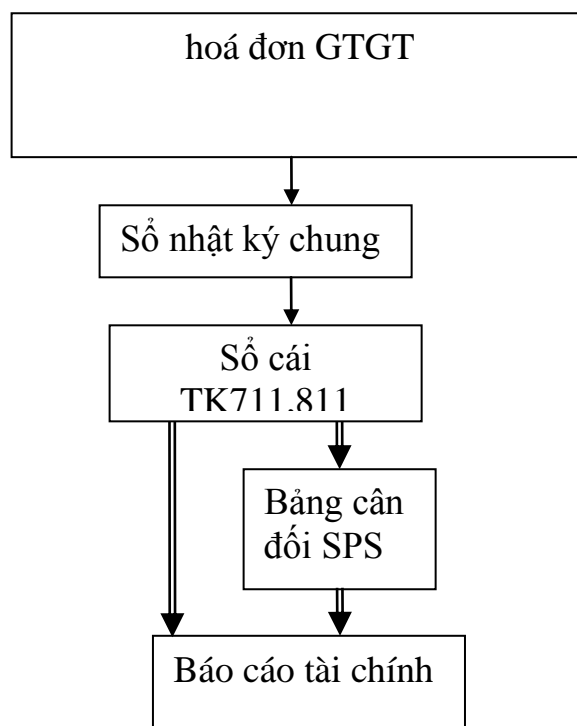 hoá đơn GTGT
Sổ nhật ký chung
Sổ cái
TK711,811
Bảng cân
đối SPS
Báo cáo tài chính